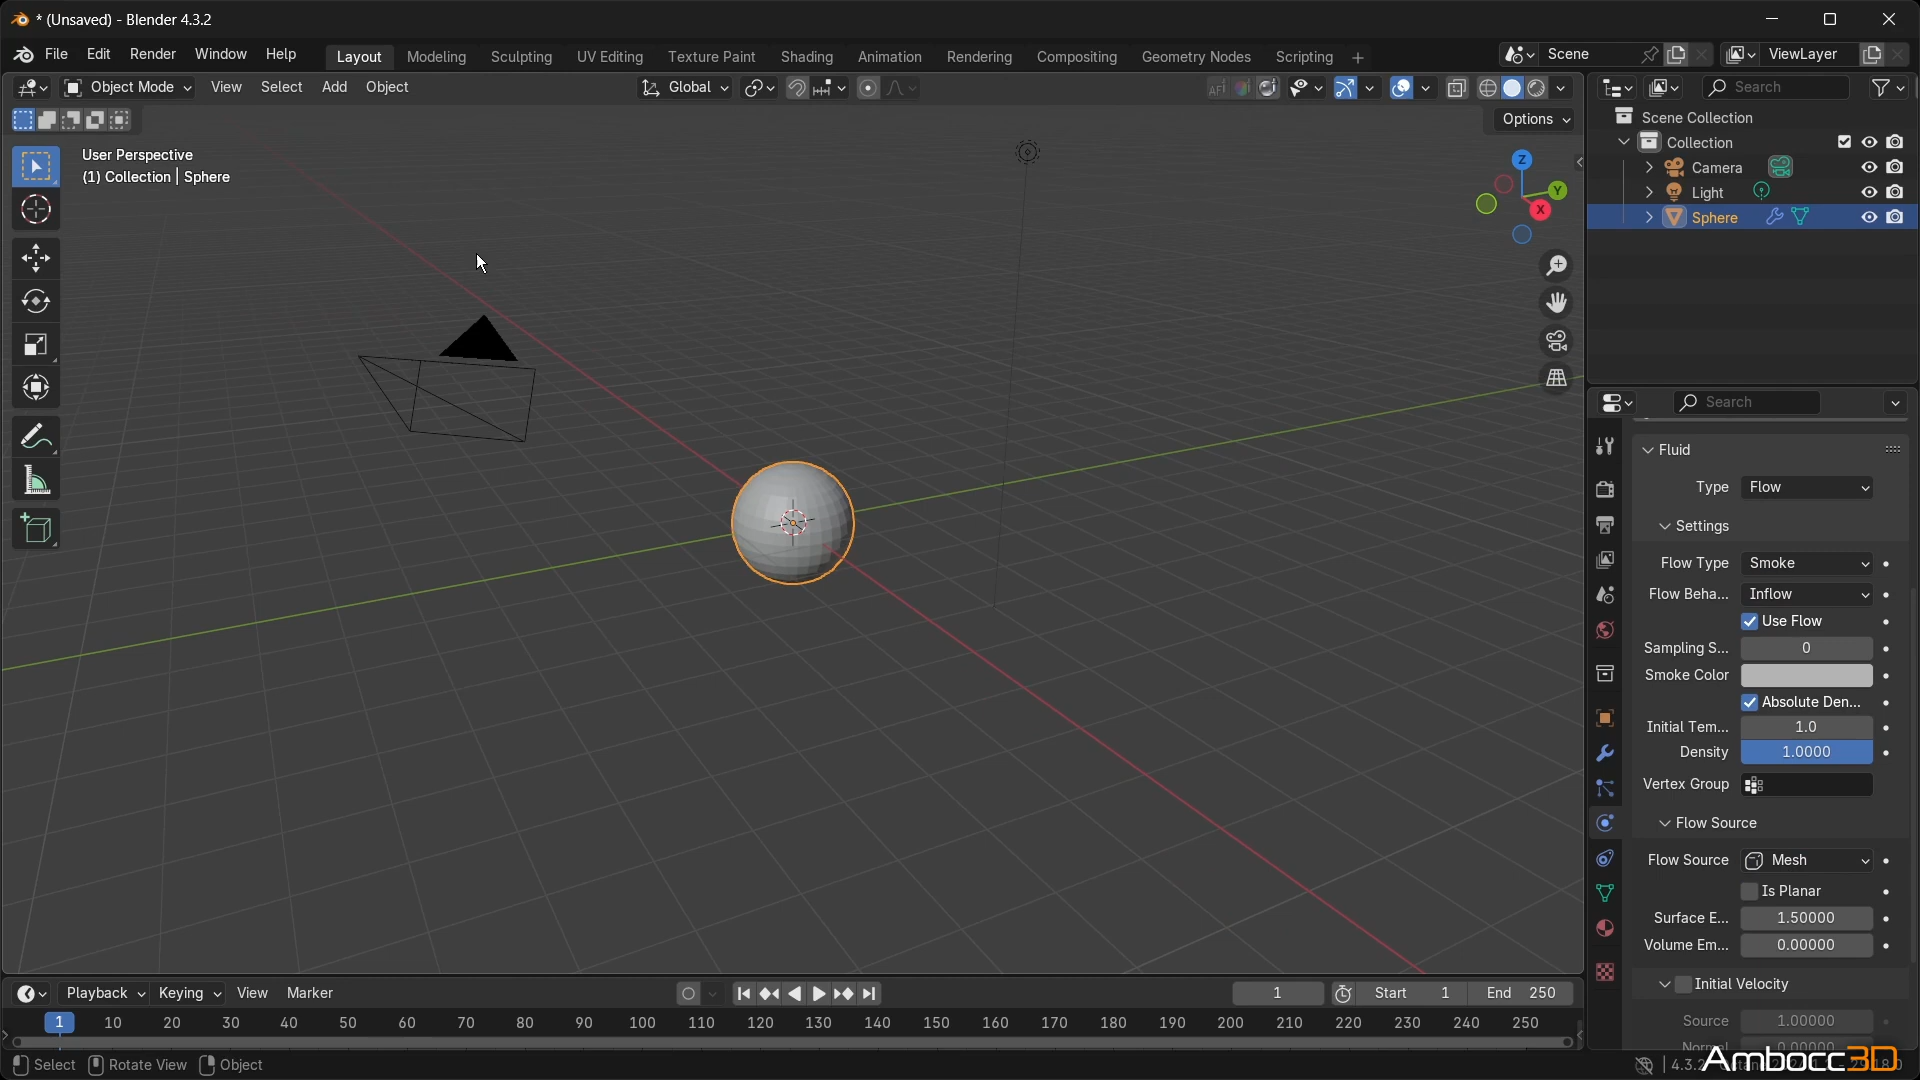 * (Unsaved) - Blender 4.3.2
File Edit Render Window Help Layout Modeling Sculpting UV Editing Texture Paint Shading Animation Rendering Compositing Geometry Nodes Scripting + Scene ViewLayer
Object Mode View Select Add Object Global Search
Options
User Perspective
(1) Collection | Sphere
Z
Y
X
Scene Collection
Collection
Camera
Light
Sphere
Search
Fluid
Type Flow
Settings
Flow Type Smoke
Flow Beha... Inflow
Use Flow
Sampling S... 0
Smoke Color
Absolute Den...
Initial Tem... 1.0
Density 1.0000
Vertex Group
Flow Source
Flow Source Mesh
Is Planar
Surface E... 1.50000
Volume Em... 0.00000
Initial Velocity
Source 1.00000
Normal 0.00000
Playback Keying View Marker 1 Start 1 End 250
1 10 20 30 40 50 60 70 80 90 100 110 120 130 140 150 160 170 180 190 200 210 220 230 240 250
Select Rotate View Object
4.3.2
Ambocc3D